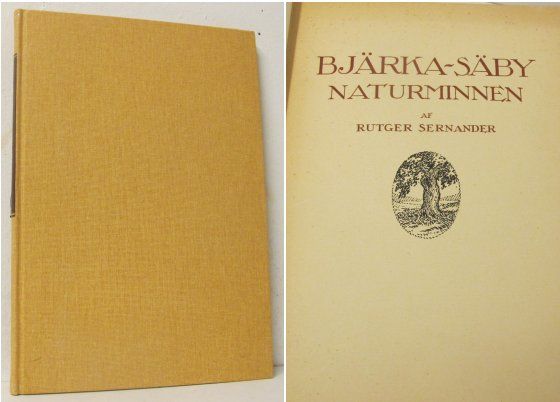 BJÄRKA-SÄBY
NATURMINNEN
AF
RUTGER SERNANDER